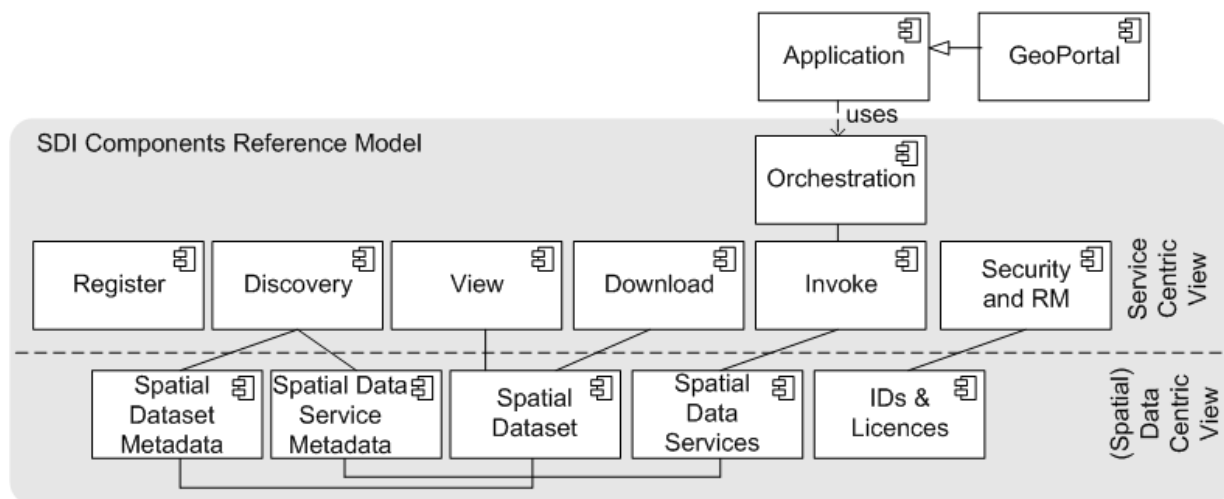 Application
GeoPortal
uses
SDI Components Reference Model
Orchestration
Register
Discovery
View
Download
Invoke
Security
and RM
Service
Centric
View
Spatial
Dataset
Metadata
Spatial Data
Service
Metadata
Spatial
Dataset
Spatial
Data
Services
IDs &
Licences
(Spatial)
Data
Centric
View